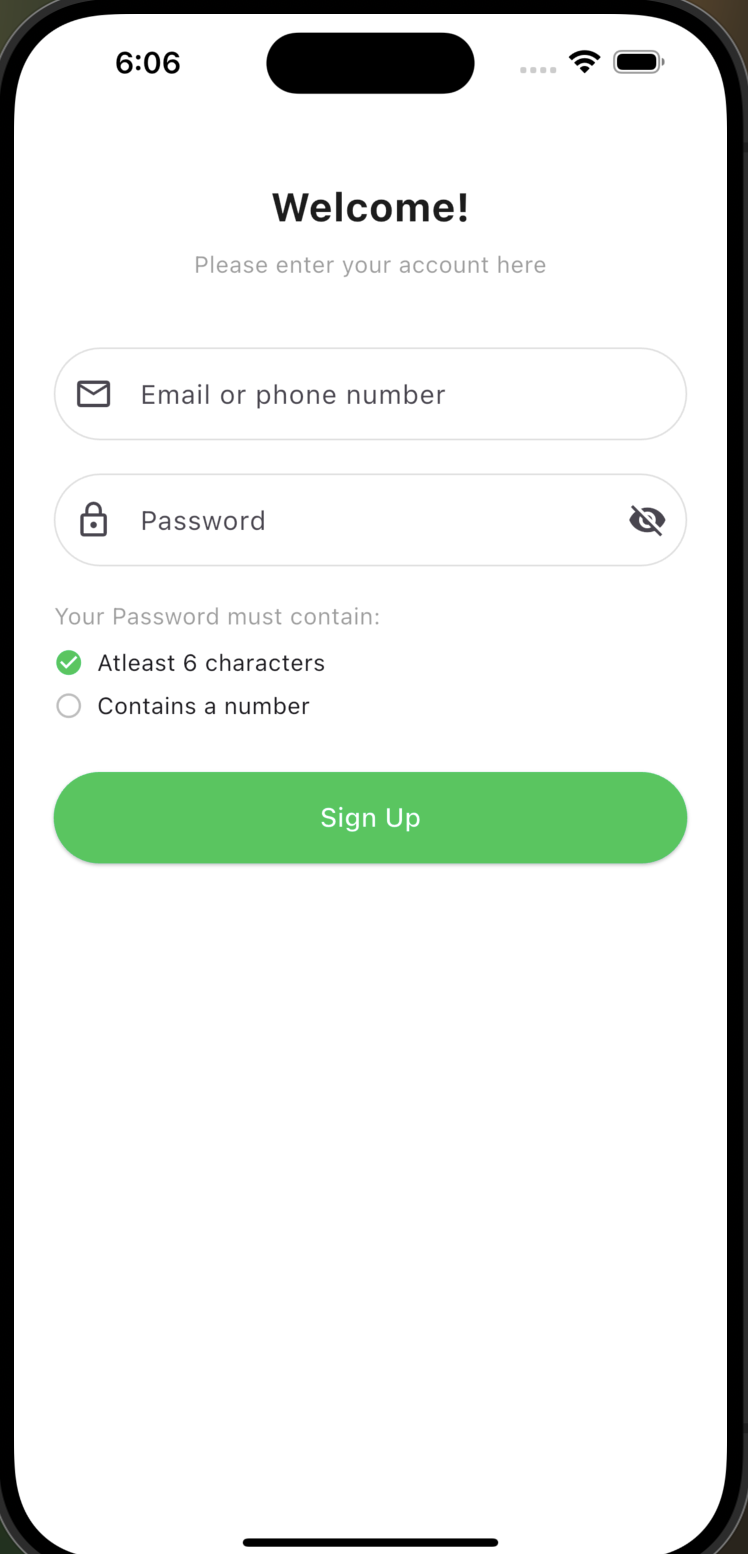 6:06
Welcome!
Please enter your account here
Email or phone number
Password
Your Password must contain:
Atleast 6 characters
Contains a number
Sign Up